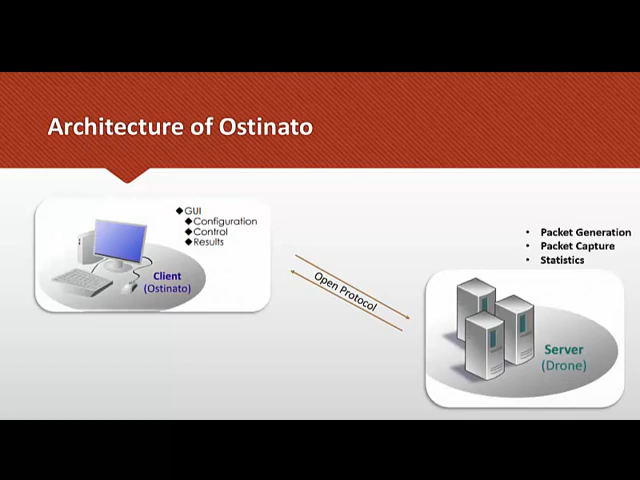 Architecture of Ostinato
◆GUI
◆Configuration
◆Control
◆Results
Client
(Ostinato)
Open Protocol
• Packet Generation
• Packet Capture
• Statistics
Server
(Drone)